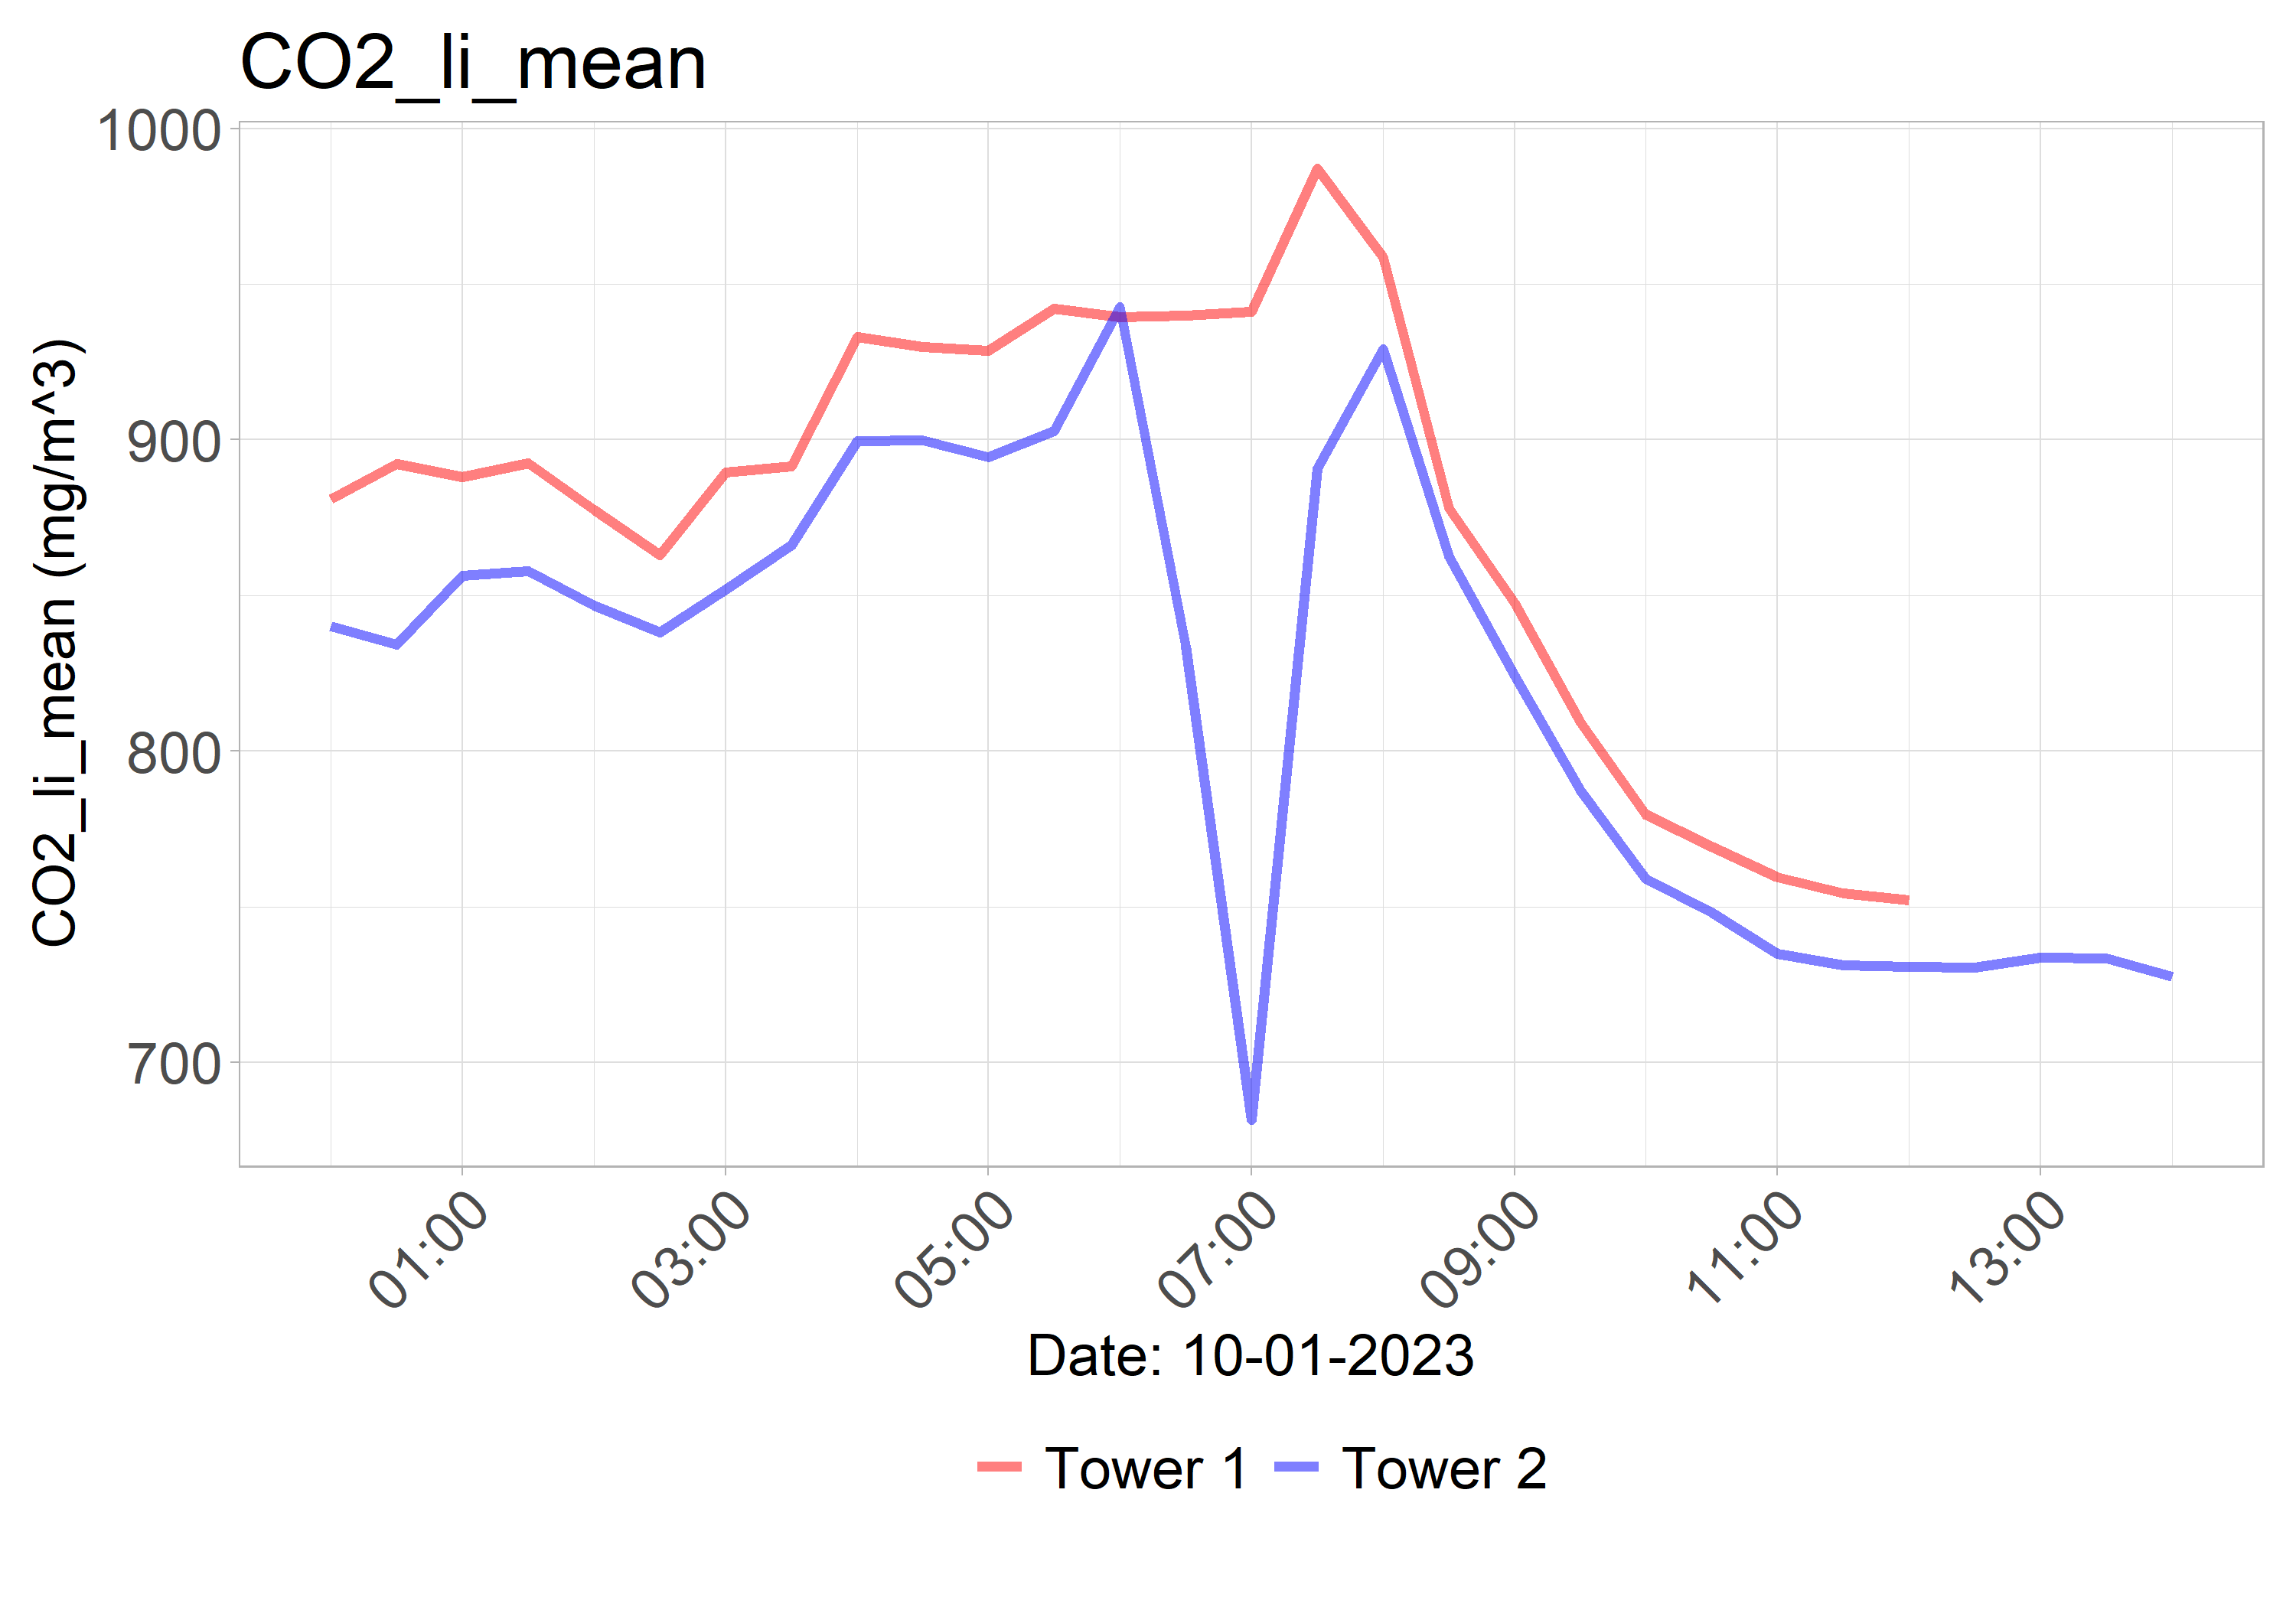 CO2_li_mean
CO2_li_mean (mg/m^3)
1000
900
800
700
01:00
03:00
05:00
07:00
09:00
11:00
13:00
Date: 10-01-2023
Tower 1
Tower 2